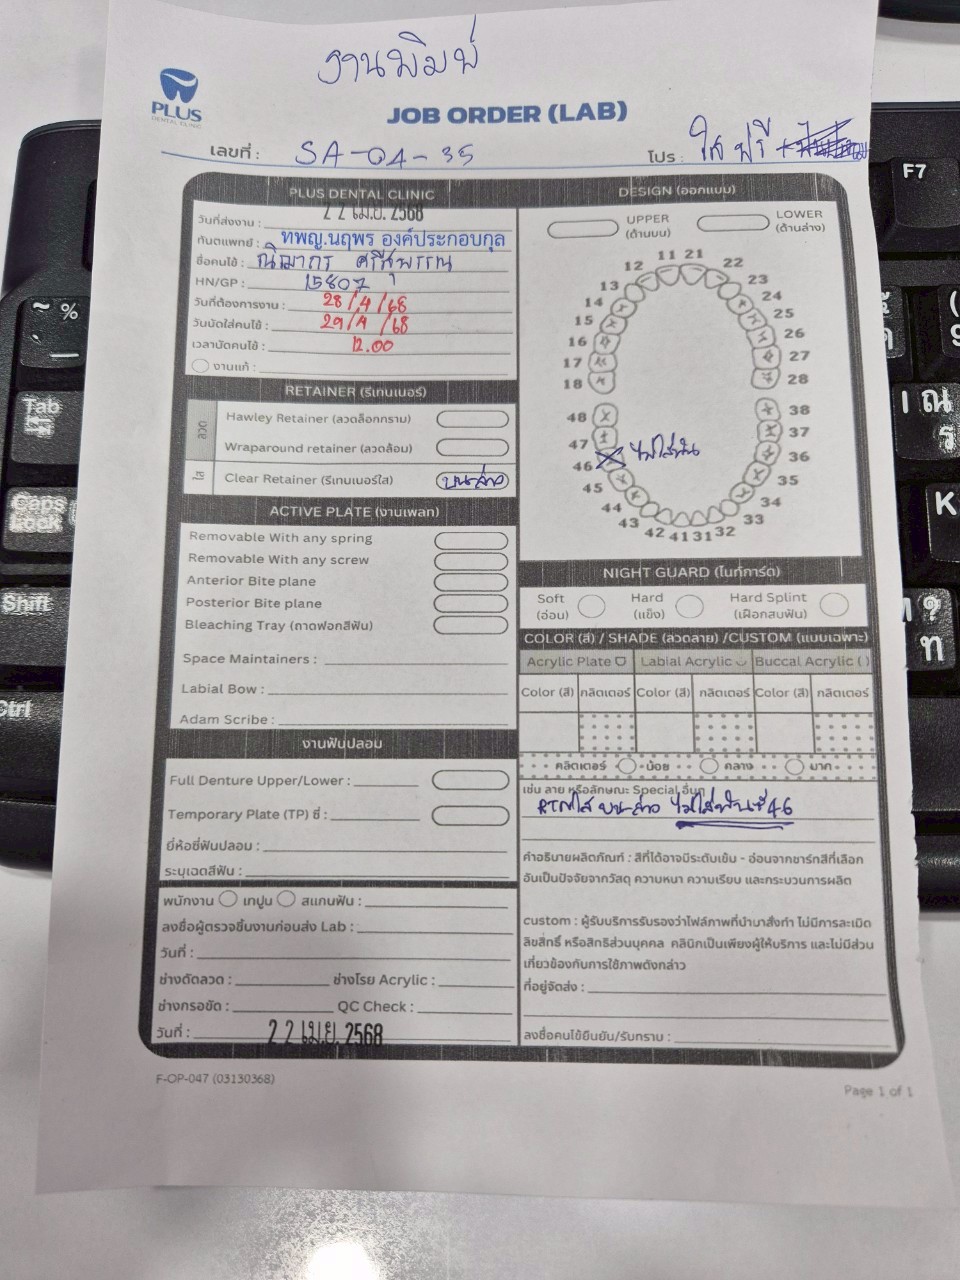 งานพิมพ์
PLUS
DENTAL CLINIC
JOB ORDER (LAB)
เลขที่ : SA-04-35
โปร : ใส ฟรี +
PLUS DENTAL CLINIC
วันที่ส่งงาน : 22 เม.ย. 2568
ทันตแพทย์ : ทพญ.นฤพร องค์ประกอบกุล
ชื่อคนไข้ : ณิฌากร ศรีสุพรรณ
HN/GP : 15807
วันที่ต้องการงาน : 28/4/68
วันนัดใส่คนไข้ : 29/4/68
เวลานัดคนไข้ : 12.00
งานแก้ :
RETAINER (รีเทนเนอร์)
ลวด
Hawley Retainer (ลวดล็อกกราม)
Wraparound retainer (ลวดล้อม)
ใส
Clear Retainer (รีเทนเนอร์ใส) บน-ล่าง
ACTIVE PLATE (งานเพลท)
Removable With any spring
Removable With any screw
Anterior Bite plane
Posterior Bite plane
Bleaching Tray (ถาดฟอกสีฟัน)
Space Maintainers :
Labial Bow :
Adam Scribe :
งานฟันปลอม
Full Denture Upper/Lower :
Temporary Plate (TP) ซี่ :
ยี่ห้อซี่ฟันปลอม :
ระบุเฉดสีฟัน :
พนักงาน เทปูน สแกนฟัน :
ลงชื่อผู้ตรวจชิ้นงานก่อนส่ง Lab :
วันที่ :
ช่างดัดลวด : ช่างโรย Acrylic :
ช่างกรอขัด : QC Check :
วันที่ : 22 เม.ย. 2568
DESIGN (ออกแบบ)
UPPER (ด้านบน)
LOWER (ด้านล่าง)
11 21
12 22
13 23
14 24
15 25
16 26
17 27
18 28
48 38
47 37
ไม่ใส่ฟัน
46 36
45 35
44 34
43 33
42 41 31 32
NIGHT GUARD (ไนท์การ์ด)
Soft (อ่อน)
Hard (แข็ง)
Hard Splint (เฝือกสบฟัน)
COLOR (สี) / SHADE (ลวดลาย) /CUSTOM (แบบเฉพาะ)
Acrylic Plate Labial Acrylic Buccal Acrylic ( )
Color (สี) กลิตเตอร์ Color (สี) กลิตเตอร์ Color (สี) กลิตเตอร์
กลิตเตอร์ น้อย กลาง มาก
เช่น ลาย หรือลักษณะ Special อื่นๆ
RTNใส บน-ล่าง ไม่ใส่ฟันซี่ 46
คำอธิบายผลิตภัณฑ์ : สีที่ได้อาจมีระดับเข้ม - อ่อนจากชาร์ทสีที่เลือก
อันเป็นปัจจัยจากวัสดุ ความหนา ความเรียบ และกระบวนการผลิต
custom : ผู้รับบริการรับรองว่าไฟล์ภาพที่นำมาสั่งทำ ไม่มีการละเมิด
ลิขสิทธิ์ หรือสิทธิส่วนบุคคล คลินิกเป็นเพียงผู้ให้บริการ และไม่มีส่วน
เกี่ยวข้องกับการใช้ภาพดังกล่าว
ที่อยู่จัดส่ง :
ลงชื่อคนไข้ยืนยัน/รับทราบ :
F-OP-047 (03130368)
Page 1 of 1
F7
Tab
Caps Lock
Shift
Ctrl